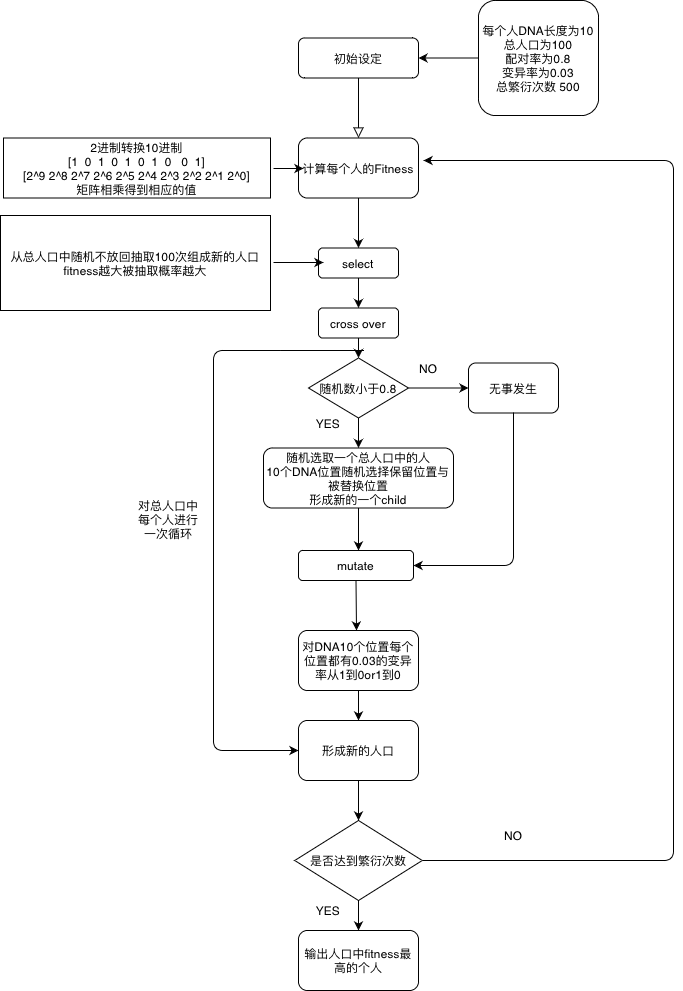 每个人DNA长度为10
总人口为100
配对率为0.8
变异率为0.03
总繁衍次数 500
初始设定
2进制转换10进制
[1 0 1 0 1 0 1 0 0 1]
[2^9 2^8 2^7 2^6 2^5 2^4 2^3 2^2 2^1 2^0]
矩阵相乘得到相应的值
计算每个人的Fitness
从总人口中随机不放回抽取100次组成新的人口
fitness越大被抽取概率越大
select
cross over
随机数小于0.8
NO
无事发生
YES
随机选取一个总人口中的人
10个DNA位置随机选择保留位置与
被替换位置
形成新的一个child
对总人口中
每个人进行
一次循环
mutate
对DNA10个位置每个
位置都有0.03的变异
率从1到0or1到0
形成新的人口
是否达到繁衍次数
NO
YES
输出人口中fitness最
高的个人